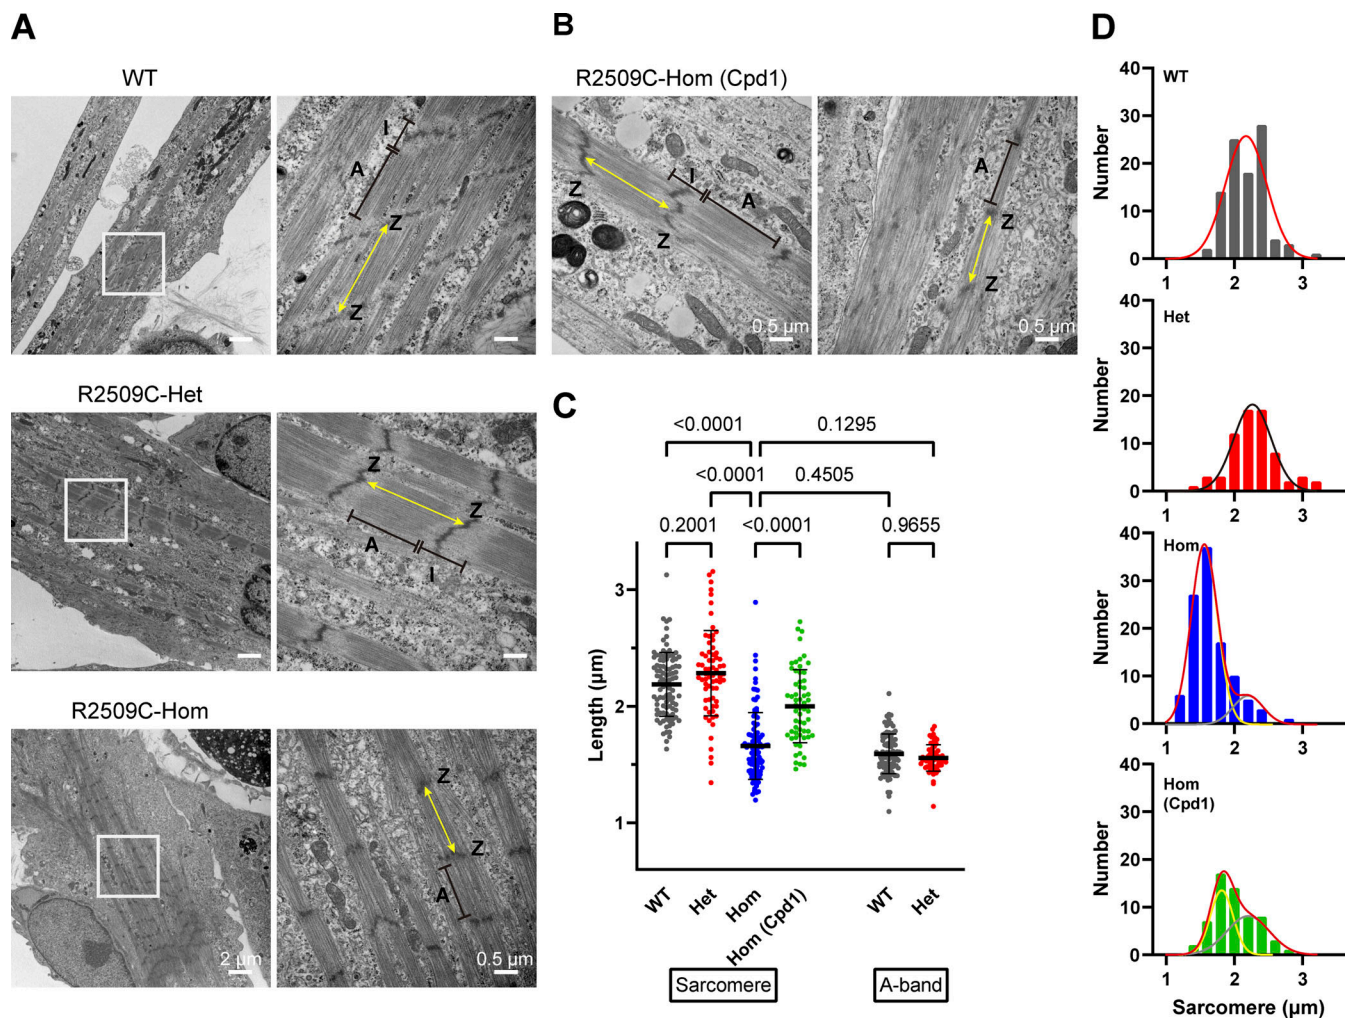 A
WT
I
A
Z
Z
R2509C-Het
Z
Z
A
I
R2509C-Hom
2 µm
Z
Z
A
0.5 µm
B
R2509C-Hom (Cpd1)
Z
I
A
Z
0.5 µm
A
Z
Z
0.5 µm
C
<0.0001
0.1295
<0.0001
0.4505
0.2001
<0.0001
0.9655
Length (µm)
3
2
1
WT
Het
Hom
Hom (Cpd1)
WT
Het
Sarcomere
A-band
D
WT
Number
40
30
20
10
0
1
2
3
Het
Number
40
30
20
10
0
1
2
3
Hom
Number
40
30
20
10
0
1
2
3
Hom
(Cpd1)
Number
40
30
20
10
0
1
2
3
Sarcomere (µm)